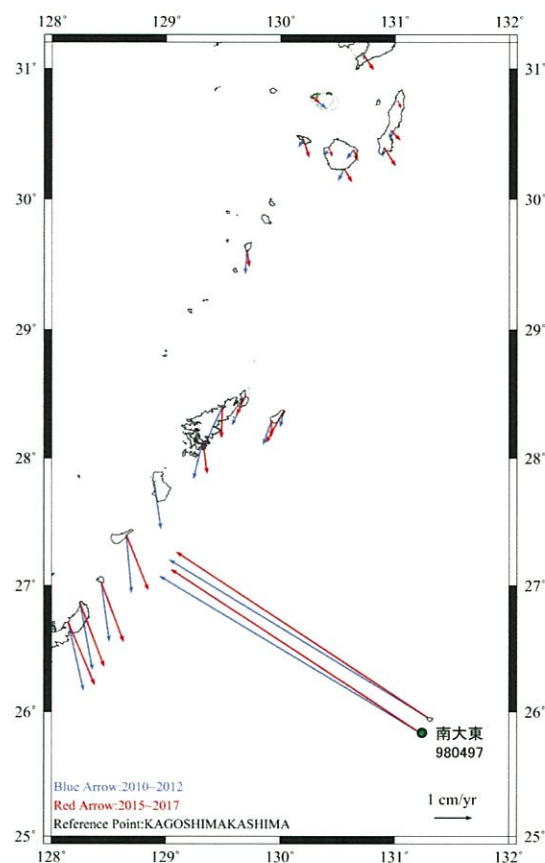 128° 129° 130° 131° 132°
31° 31°
30° 30°
29° 29°
28° 28°
27° 27°
26° 26°
南大東
980497
Blue Arrow:2010~2012
Red Arrow:2015~2017
1 cm/yr
Reference Point:KAGOSHIMAKASHIMA
25° 25°
128° 129° 130° 131° 132°